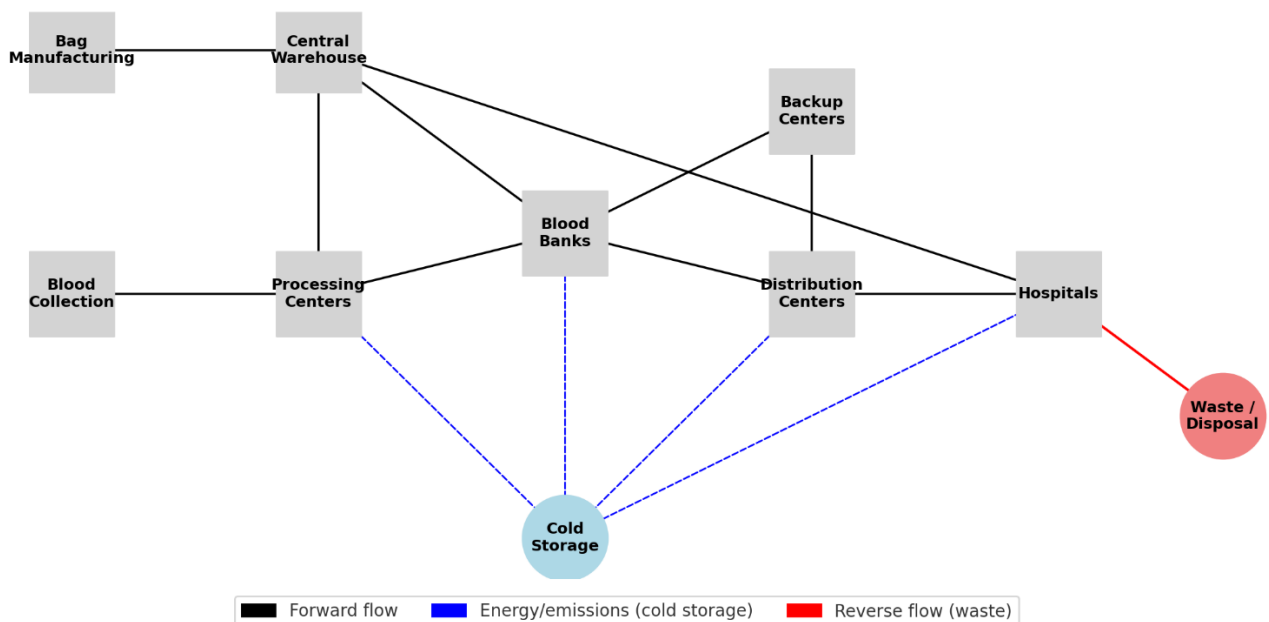 Bag
Manufacturing
Central
Warehouse
Backup
Centers
Blood
Banks
Blood
Collection
Processing
Centers
Distribution
Centers
Hospitals
Waste /
Disposal
Cold
Storage
Forward flow
Energy/emissions (cold storage)
Reverse flow (waste)